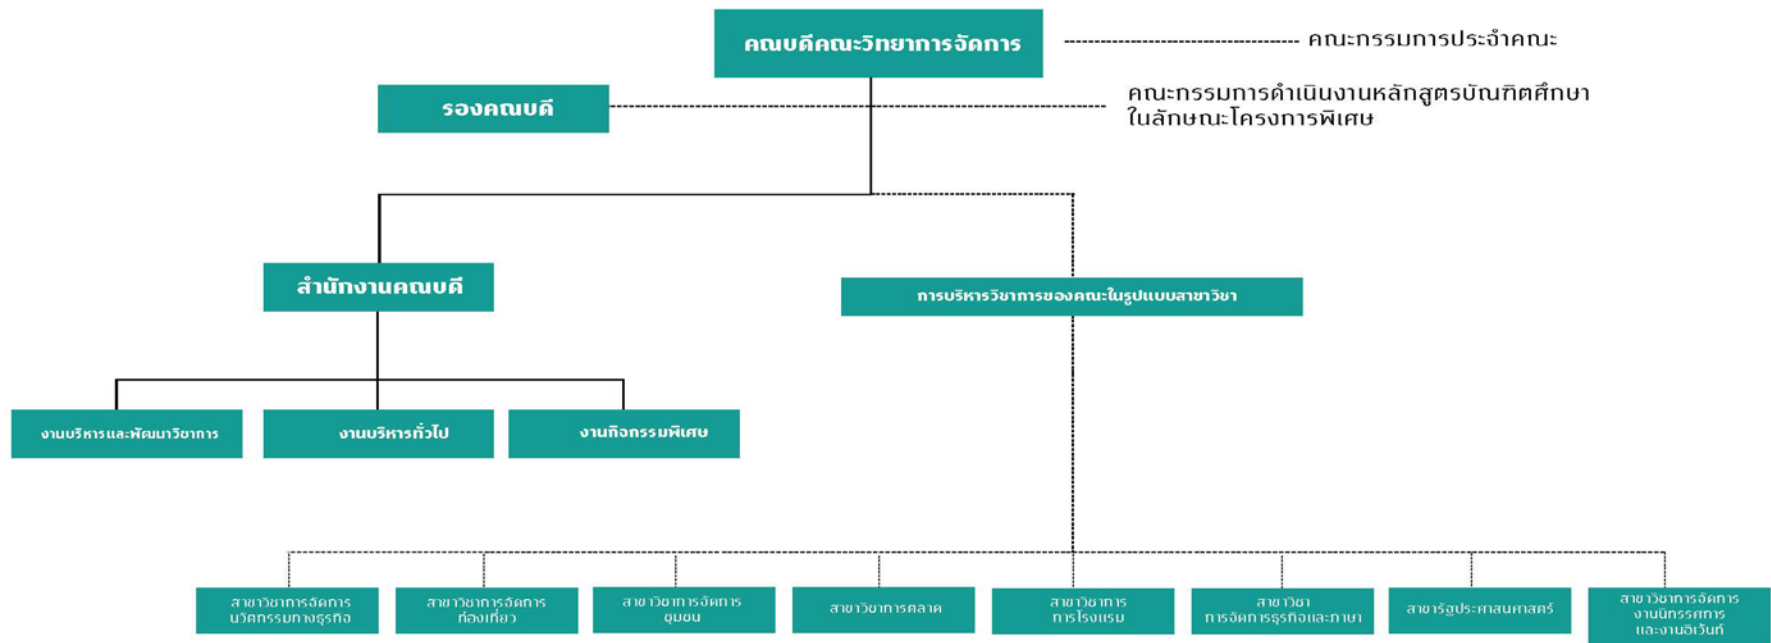 คณบดีคณะวิทยาการจัดการ
คณะกรรมการประจำคณะ
รองคณบดี
คณะกรรมการดำเนินงานหลักสูตรบัณฑิตศึกษา
ในลักษณะโครงการพิเศษ
สำนักงานคณบดี
การบริหารวิชาการของคณะในรูปแบบสาขาวิชา
งานบริหารและพัฒนาวิชาการ
งานบริหารทั่วไป
งานกิจกรรมพิเศษ
สาขาวิชาการจัดการ
นวัตกรรมทางธุรกิจ
สาขาวิชาการจัดการ
ท่องเที่ยว
สาขาวิชาการจัดการ
ชุมชน
สาขาวิชาการตลาด
สาขาวิชาการ
การโรงแรม
สาขาวิชา
การจัดการธุรกิจและภาษา
สาขารัฐประศาสนศาสตร์
สาขาวิชาการจัดการ
งานนิทรรศการ
และงานอีเว้นท์